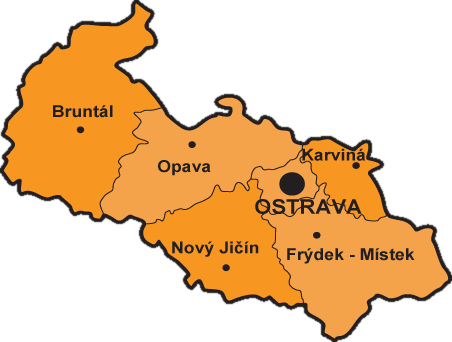 Bruntál
Opava
Karviná
OSTRAVA
Nový Jičín
Frýdek - Místek